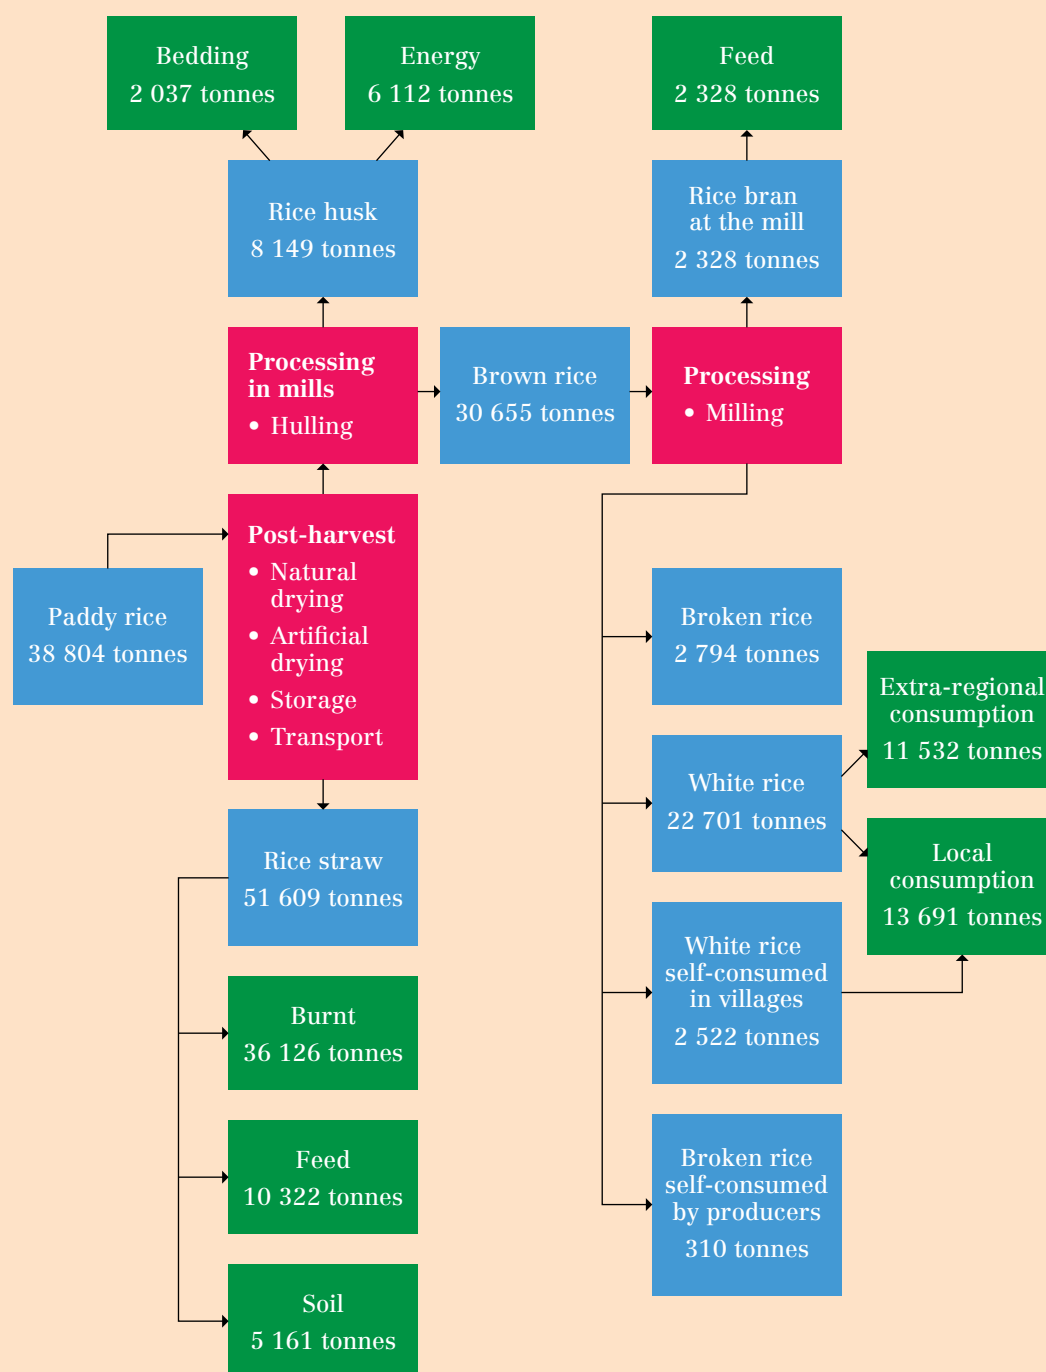 Bedding
2 037 tonnes
Energy
6 112 tonnes
Feed
2 328 tonnes
Rice husk
8 149 tonnes
Rice bran
at the mill
2 328 tonnes
Processing
in mills
• Hulling
Brown rice
30 655 tonnes
Processing
• Milling
Paddy rice
38 804 tonnes
Post-harvest
• Natural
drying
• Artificial
drying
• Storage
• Transport
Broken rice
2 794 tonnes
Extra-regional
consumption
11 532 tonnes
White rice
22 701 tonnes
Local
consumption
13 691 tonnes
Rice straw
51 609 tonnes
White rice
self-consumed
in villages
2 522 tonnes
Burnt
36 126 tonnes
Feed
10 322 tonnes
Broken rice
self-consumed
by producers
310 tonnes
Soil
5 161 tonnes